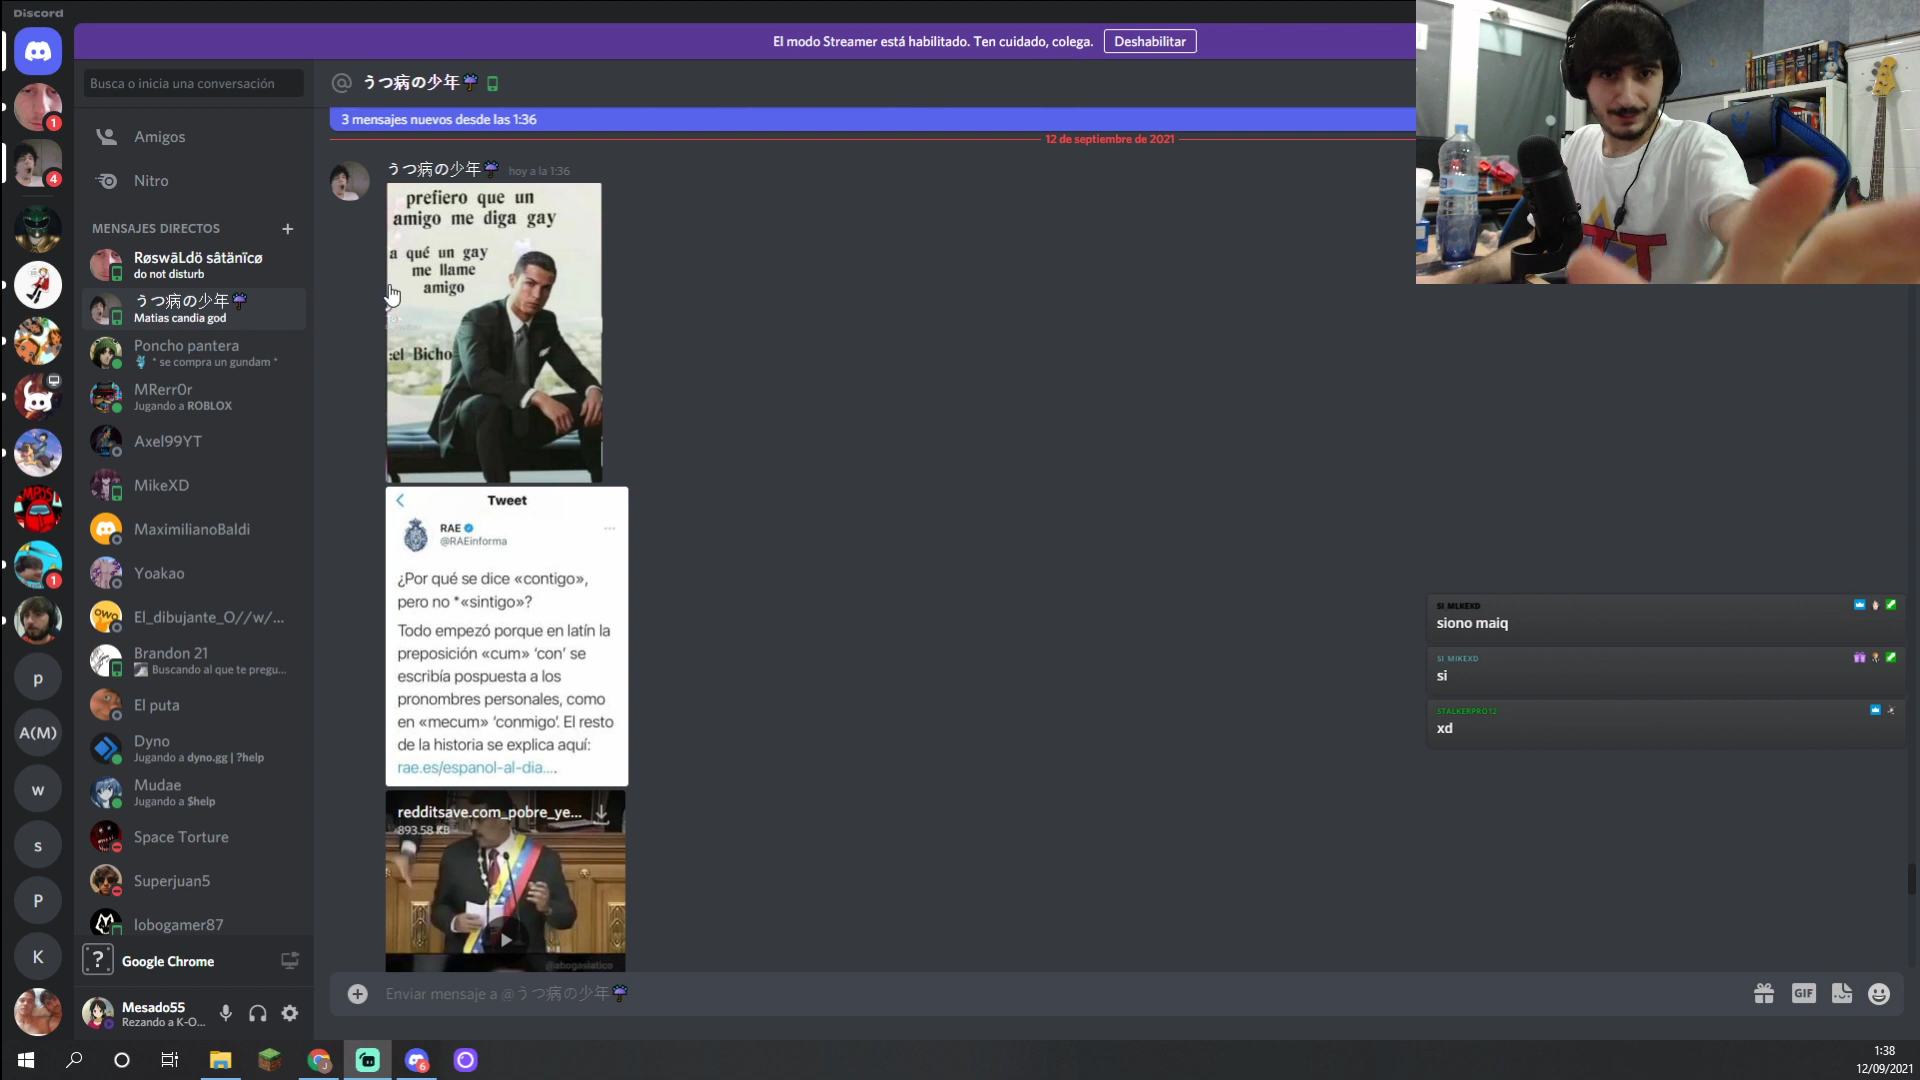 Discord
El modo Streamer está habilitado. Ten cuidado, colega.
Deshabilitar
Busca o inicia una conversación
Amigos
Nitro
MENSAJES DIRECTOS
RøswāLdö sâtänïcø
do not disturb
うつ病の少年☔
Matias candia god
Poncho pantera
* se compra un gundam *
MRerr0r
Jugando a ROBLOX
Axel99YT
MikeXD
MaximilianoBaldi
Yoakao
OWO
El_dibujante_O//w/...
Brandon 21
Buscando al que te pregu...
El puta
Dyno
Jugando a dyno.gg | ?help
Mudae
Jugando a $help
Space Torture
Superjuan5
lobogamer87
Google Chrome
Mesado55
Rezando a K-O...
1
4
1
p
A(M)
w
s
P
K
@ うつ病の少年☔
3 mensajes nuevos desde las 1:36
12 de septiembre de 2021
うつ病の少年☔ hoy a la 1:36
prefiero que un
amigo me diga gay
a qué un gay
me llame
amigo
:el Bicho
Tweet
RAE
@RAEinforma
¿Por qué se dice «contigo»,
pero no *«sintigo»?
Todo empezó porque en latín la
preposición «cum» ‘con’ se
escribía pospuesta a los
pronombres personales, como
en «mecum» ‘conmigo’. El resto
de la historia se explica aquí:
rae.es/espanol-al-dia....
redditsave.com_pobre_ye...
893.58 KB
@abogasiatico
Enviar mensaje a @うつ病の少年☔
GIF
SI_MLKEXD
siono maiq
SI MIKEXD
si
STALKERPRO12
xd
6
1:38
12/09/2021